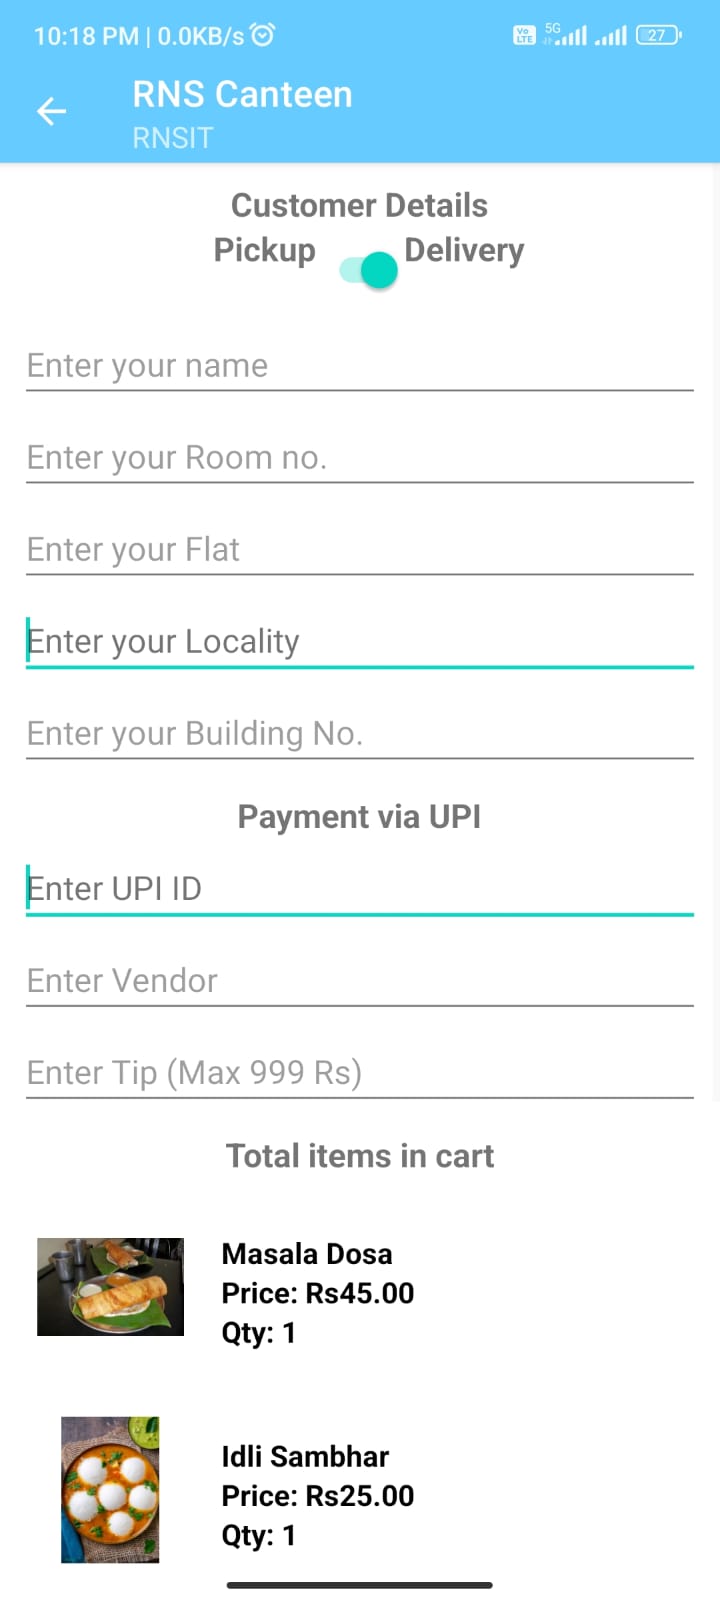 10:18 PM | 0.0KB/s
Vo LTE 5G 27
RNS Canteen
RNSIT
Customer Details
Pickup Delivery
Enter your name
Enter your Room no.
Enter your Flat
Enter your Locality
Enter your Building No.
Payment via UPI
Enter UPI ID
Enter Vendor
Enter Tip (Max 999 Rs)
Total items in cart
Masala Dosa
Price: Rs45.00
Qty: 1
Idli Sambhar
Price: Rs25.00
Qty: 1